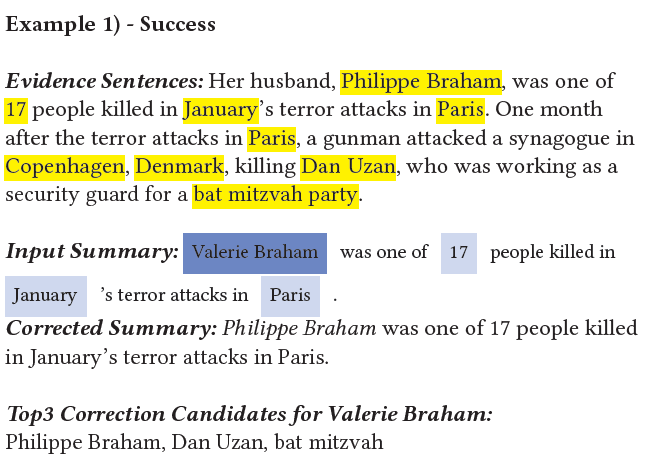 Example 1) - Success
Evidence Sentences: Her husband, Philippe Braham, was one of
17 people killed in January's terror attacks in Paris. One month
after the terror attacks in Paris, a gunman attacked a synagogue in
Copenhagen, Denmark, killing Dan Uzan, who was working as a
security guard for a bat mitzvah party.
Input Summary: Valerie Braham was one of 17 people killed in
January 's terror attacks in Paris .
Corrected Summary: Philippe Braham was one of 17 people killed
in January's terror attacks in Paris.
Top3 Correction Candidates for Valerie Braham:
Philippe Braham, Dan Uzan, bat mitzvah